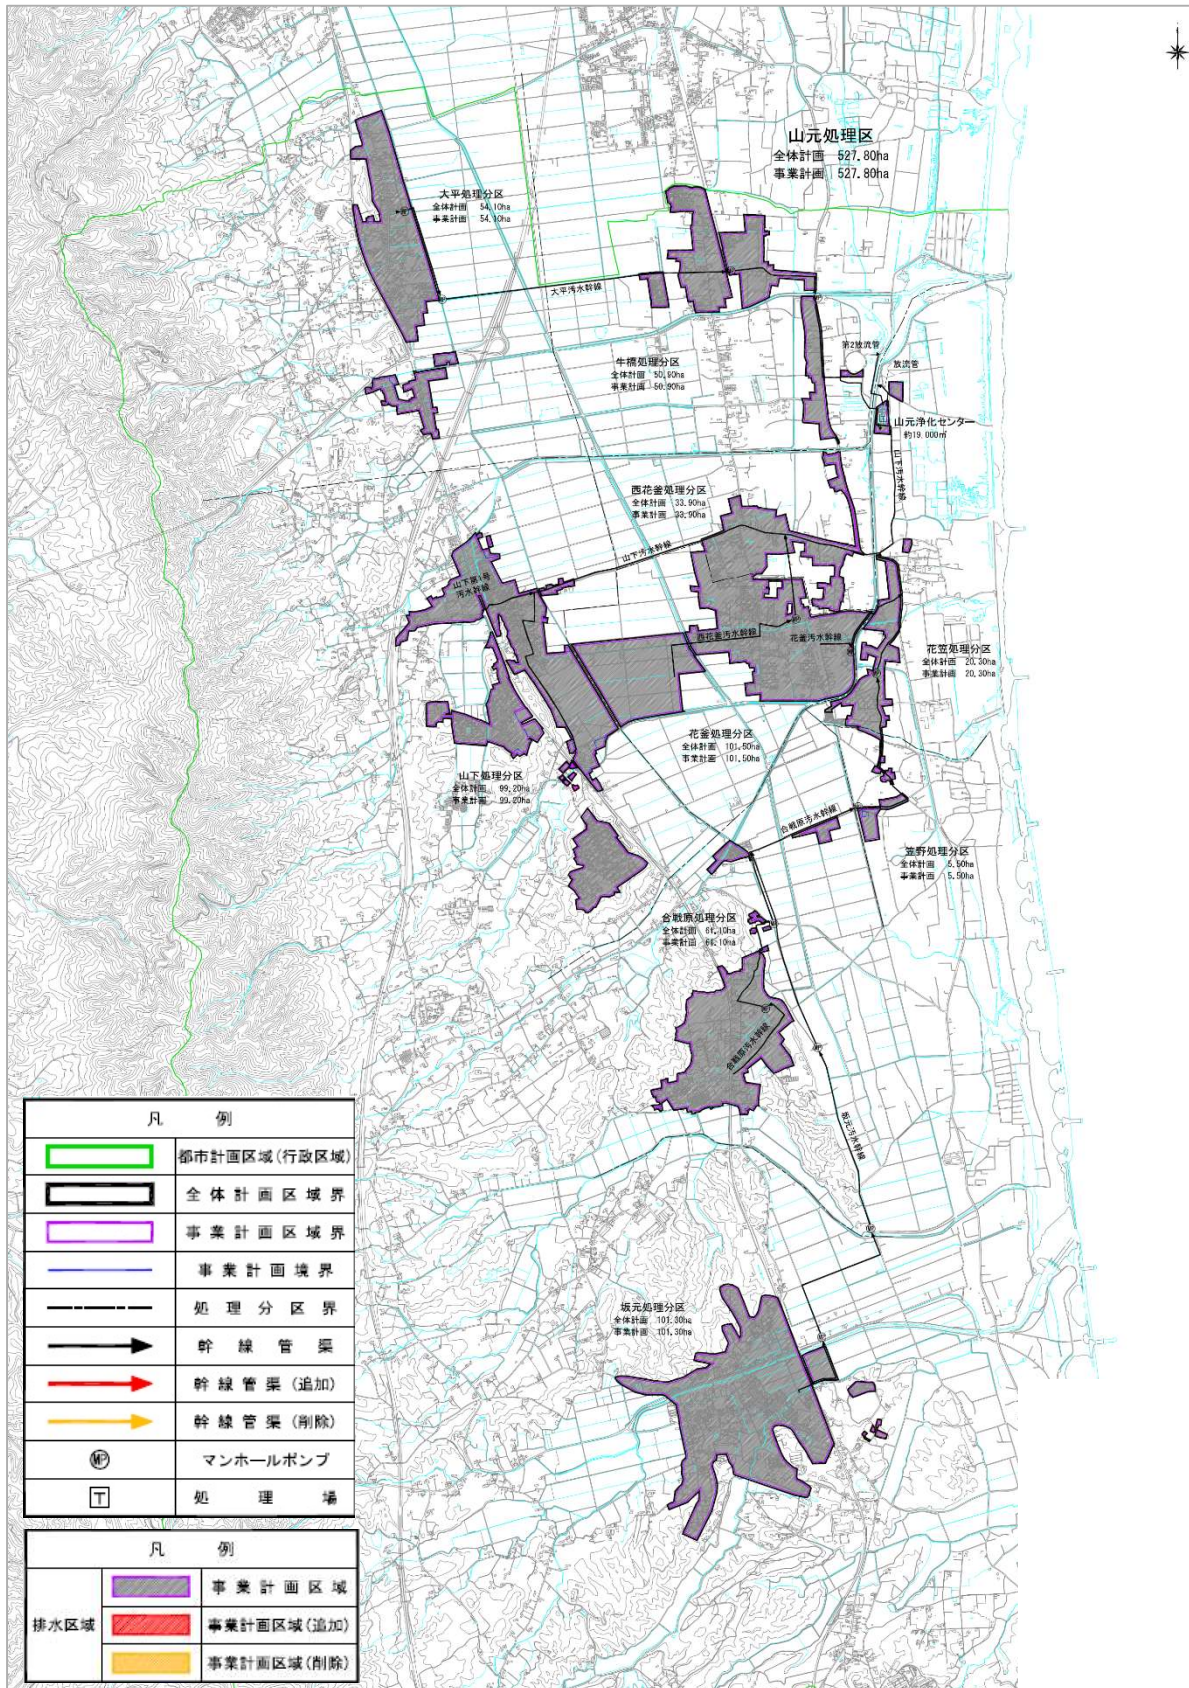 山元処理区
全体計画 527.80ha
事業計画 527.80ha
大平処理分区
全体計画 54.10ha
事業計画 54.10ha
大平汚水幹線
牛橋処理分区
全体計画 50.90ha
事業計画 50.90ha
第2放流管
放流管
山元浄化センター
約19,000㎡
山下汚水幹線
西花釜処理分区
全体計画 33.90ha
事業計画 33.90ha
山下汚水幹線
山下第1号
汚水幹線
西花釜汚水幹線
花釜汚水幹線
花笠処理分区
全体計画 20.30ha
事業計画 20.30ha
花釜処理分区
全体計画 101.50ha
事業計画 101.50ha
山下処理分区
全体計画 99.20ha
事業計画 99.20ha
合戦原汚水幹線
笠野処理分区
全体計画 5.50ha
事業計画 5.50ha
合戦原処理分区
全体計画 61.10ha
事業計画 61.10ha
合戦原汚水幹線
坂元汚水幹線
坂元処理分区
全体計画 101.30ha
事業計画 101.30ha
凡 例
都市計画区域(行政区域)
全体計画区域界
事業計画区域界
事業計画境界
処理分区界
幹線管渠
幹線管渠(追加)
幹線管渠(削除)
MP マンホールポンプ
T 処理場
凡 例
排水区域
事業計画区域
事業計画区域(追加)
事業計画区域(削除)